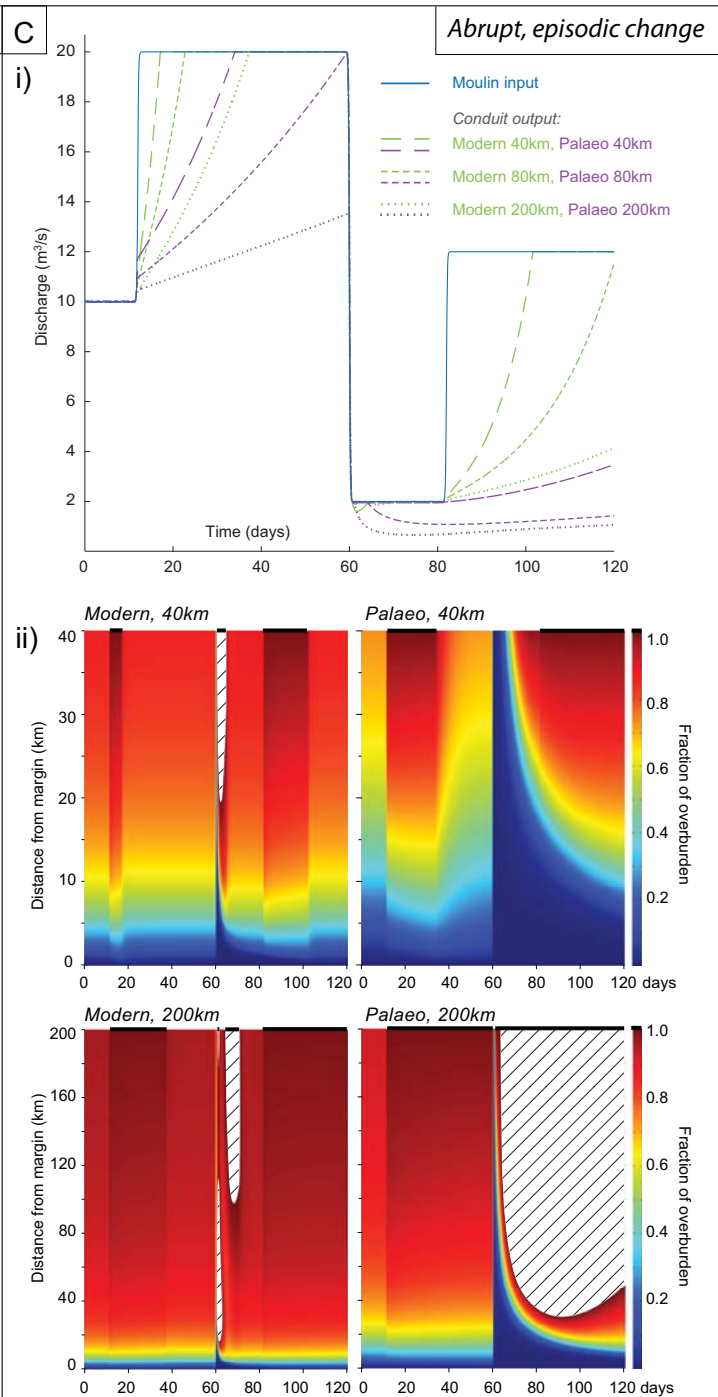 C
Abrupt, episodic change
i)
20
18
16
14
12
10
8
6
4
2
Discharge (m³/s)
Moulin input
Conduit output:
Modern 40km, Palaeo 40km
Modern 80km, Palaeo 80km
Modern 200km, Palaeo 200km
Time (days)
0 20 40 60 80 100 120
ii)
Modern, 40km
Palaeo, 40km
40
30
20
10
0
Distance from margin (km)
1.0
0.8
0.6
0.4
0.2
Fraction of overburden
0 20 40 60 80 100 120
0 20 40 60 80 100 120 days
Modern, 200km
Palaeo, 200km
200
160
120
80
40
0
Distance from margin (km)
1.0
0.8
0.6
0.4
0.2
Fraction of overburden
0 20 40 60 80 100 120
0 20 40 60 80 100 120 days